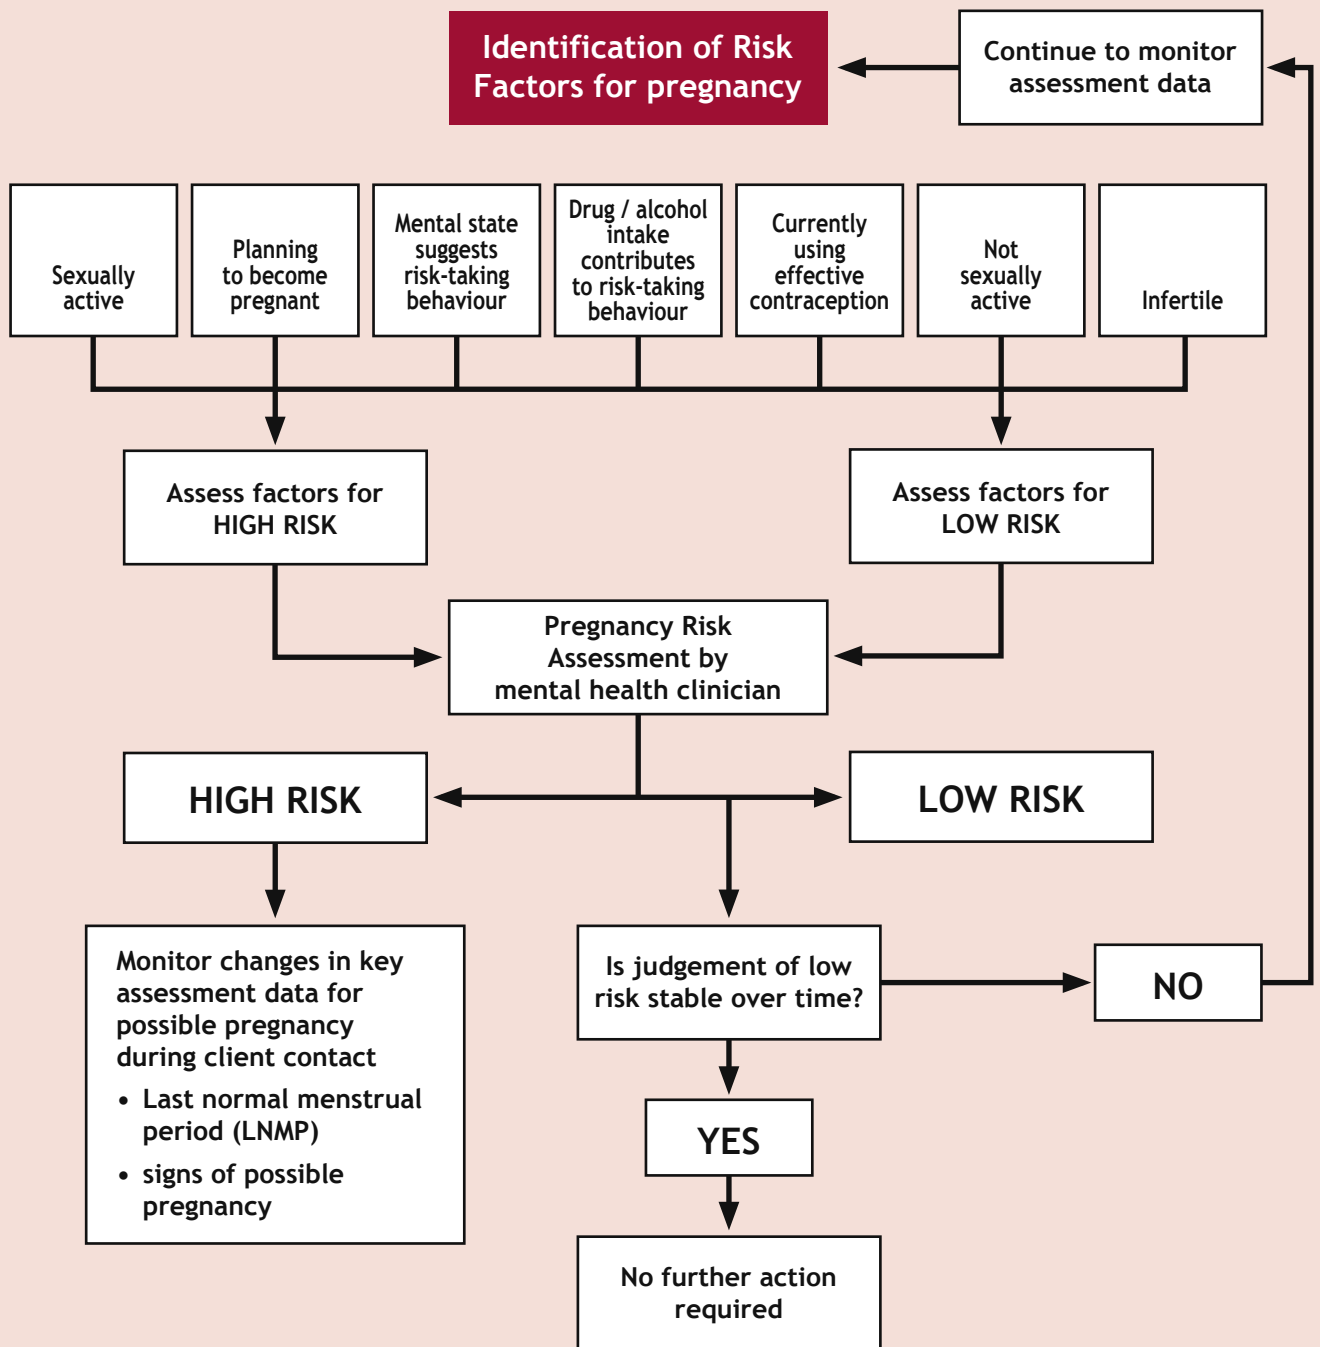 Identification of Risk
Factors for pregnancy
Continue to monitor
assessment data
Sexually
active
Planning
to become
pregnant
Mental state
suggests
risk-taking
behaviour
Drug / alcohol
intake
contributes
to risk-taking
behaviour
Currently
using
effective
contraception
Not
sexually
active
Infertile
Assess factors for
HIGH RISK
Assess factors for
LOW RISK
Pregnancy Risk
Assessment by
mental health clinician
HIGH RISK
LOW RISK
Monitor changes in key
assessment data for
possible pregnancy
during client contact
• Last normal menstrual
period (LNMP)
• signs of possible
pregnancy
Is judgement of low
risk stable over time?
NO
YES
No further action
required